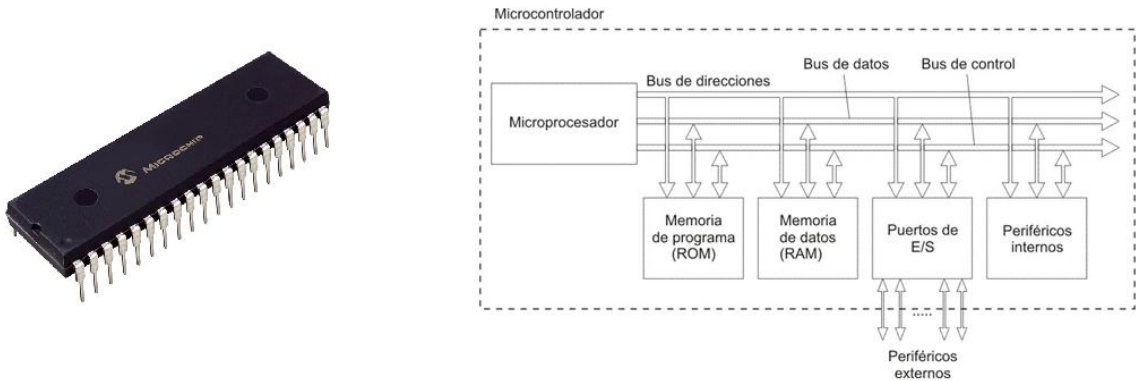 Microcontrolador
MICROCHIP
Bus de direcciones
Bus de datos
Bus de control
Microprocesador
Memoria
de programa
(ROM)
Memoria
de datos
(RAM)
Puertos de
E/S
Periféricos
internos
.....
Periféricos
externos